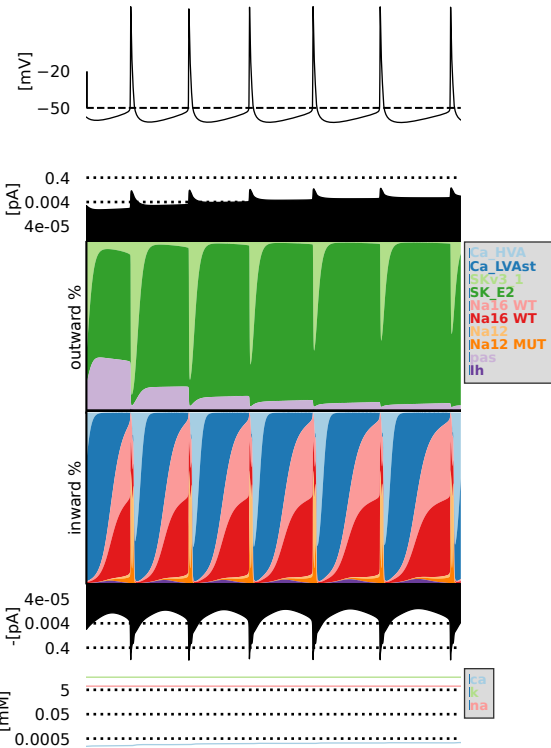 [mV]
−20
−50
[pA]
0.4
0.004
4e-05
outward %
Ca_HVA
Ca_LVAst
SKv3_1
SK_E2
Na16 WT
Na16 WT
Na12
Na12 MUT
pas
Ih
inward %
-[pA]
4e-05
0.004
0.4
[mM]
5
0.05
0.0005
ca
k
na